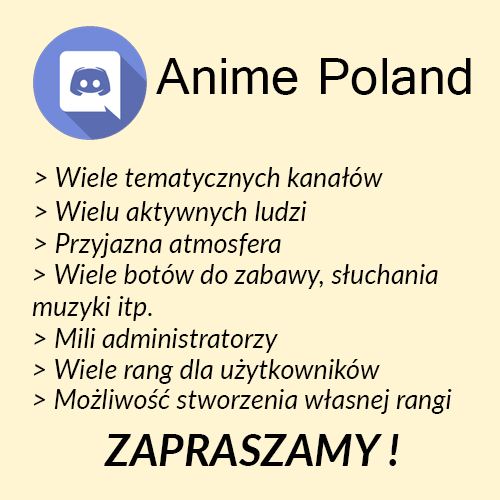 Anime Poland
> Wiele tematycznych kanałów
> Wielu aktywnych ludzi
> Przyjazna atmosfera
> Wiele botów do zabawy, słuchania
muzyki itp.
> Mili administratorzy
> Wiele rang dla użytkowników
> Możliwość stworzenia własnej rangi
ZAPRASZAMY !